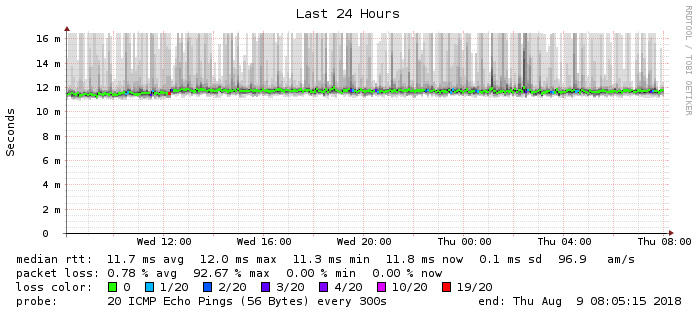 Last 24 Hours
RRDTOOL / TOBI OETIKER
Seconds
16 m
14 m
12 m
10 m
8 m
6 m
4 m
2 m
0
Wed 12:00 Wed 16:00 Wed 20:00 Thu 00:00 Thu 04:00 Thu 08:00
median rtt: 11.7 ms avg 12.0 ms max 11.3 ms min 11.8 ms now 0.1 ms sd 96.9 am/s
packet loss: 0.78 % avg 92.67 % max 0.00 % min 0.00 % now
loss color: 0 1/20 2/20 3/20 4/20 10/20 19/20
probe: 20 ICMP Echo Pings (56 Bytes) every 300s end: Thu Aug 9 08:05:15 2018